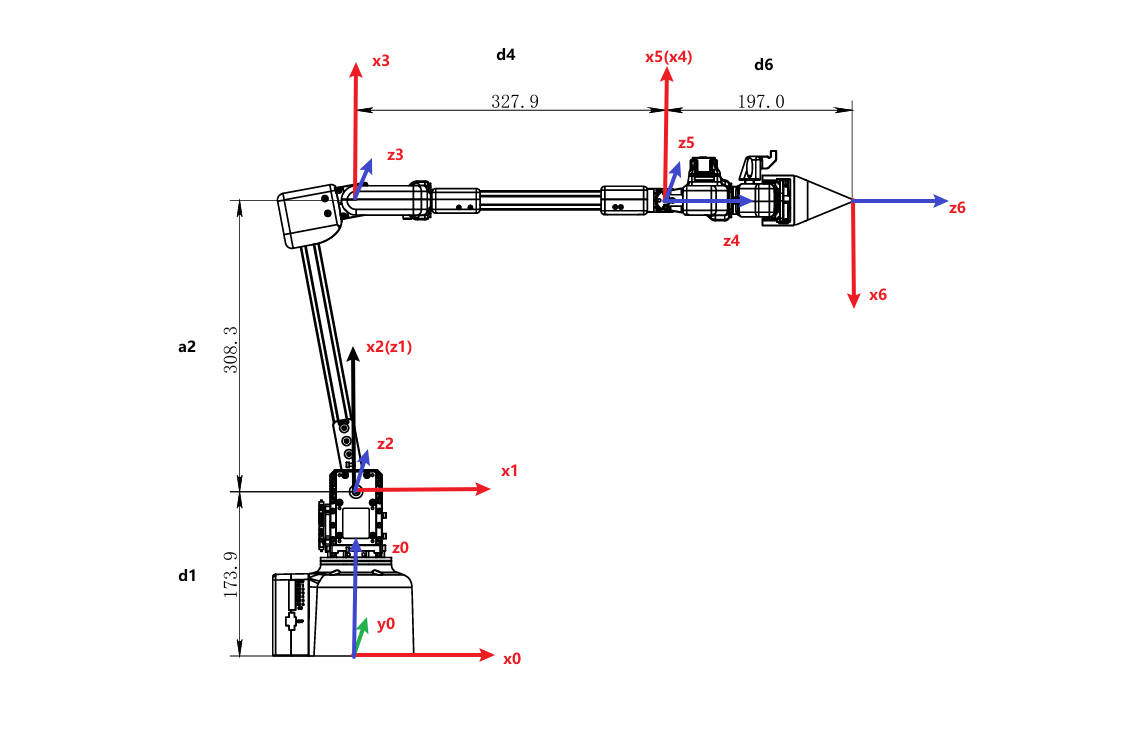 d4
x3
x5(x4)
d6
327.9
197.0
z3
z5
z6
z4
x6
a2
308.3
x2(z1)
z2
x1
z0
d1
173.9
y0
x0